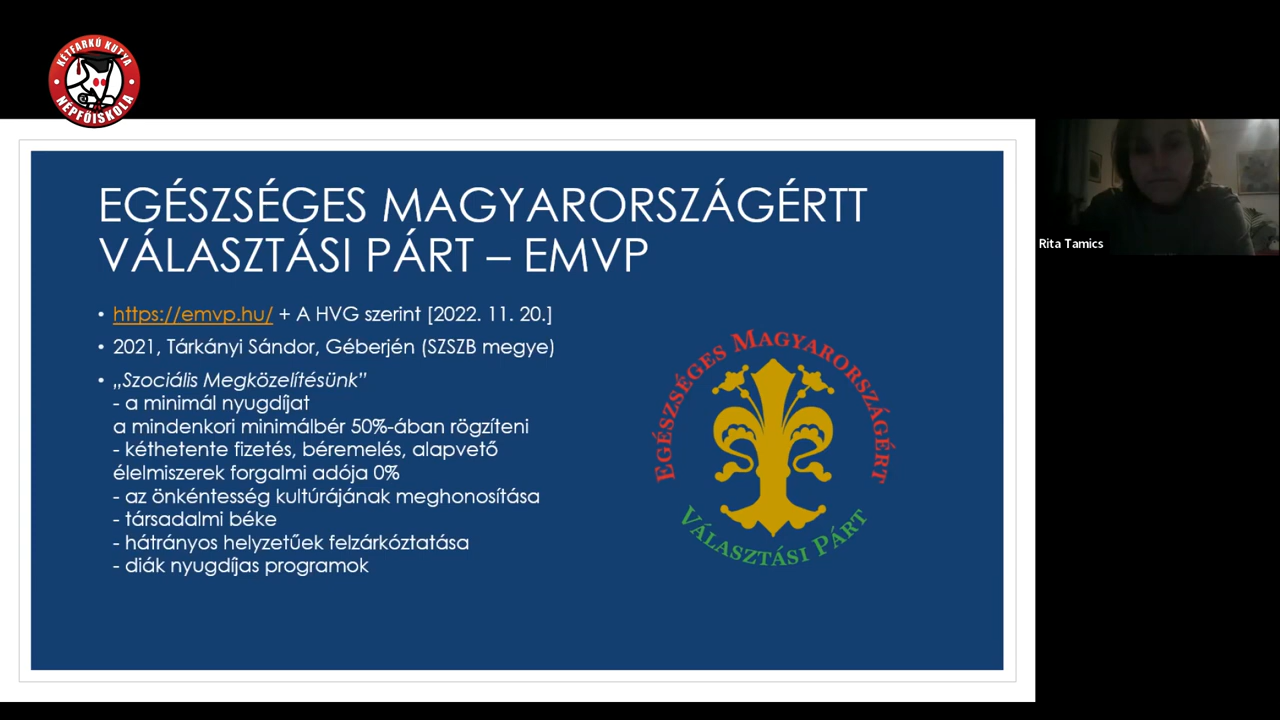 KÉTFARKÚ KUTYA
NÉPFŐISKOLA
EGÉSZSÉGES MAGYARORSZÁGÉRTT
VÁLASZTÁSI PÁRT – EMVP
• https://emvp.hu/ + A HVG szerint [2022. 11. 20.]
• 2021, Tárkányi Sándor, Géberjén (SZSZB megye)
• „Szociális Megközelítésünk”
- a minimál nyugdíjat
a mindenkori minimálbér 50%-ában rögzíteni
- kéthetente fizetés, béremelés, alapvető
élelmiszerek forgalmi adója 0%
- az önkéntesség kultúrájának meghonosítása
- társadalmi béke
- hátrányos helyzetűek felzárkóztatása
- diák nyugdíjas programok
EGÉSZSÉGES MAGYARORSZÁGÉRT
VÁLASZTÁSI PÁRT
Rita Tamics